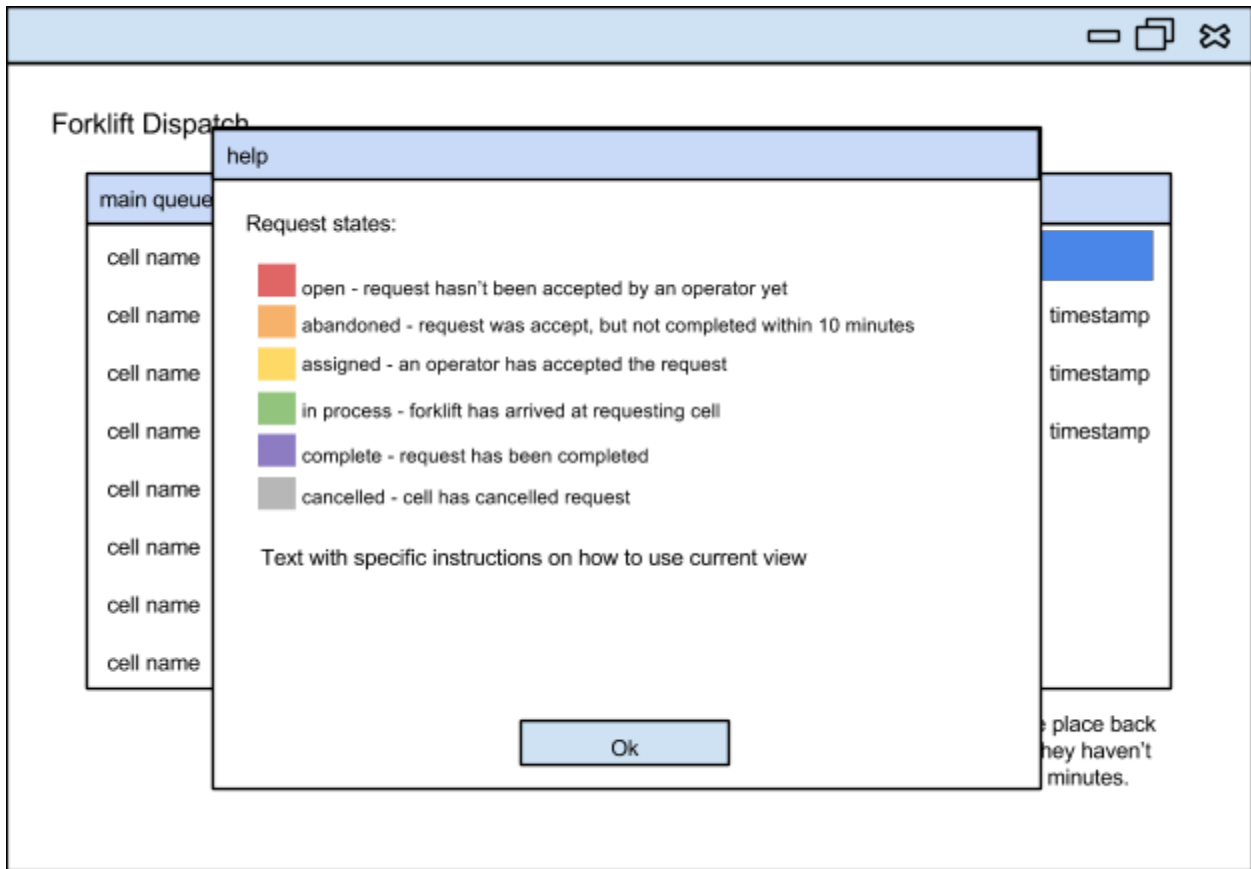 Forklift Dispatch
help
main queue
Request states:
cell name
open - request hasn't been accepted by an operator yet
cell name
abandoned - request was accept, but not completed within 10 minutes
timestamp
cell name
assigned - an operator has accepted the request
timestamp
cell name
in process - forklift has arrived at requesting cell
timestamp
complete - request has been completed
cell name
cancelled - cell has cancelled request
cell name
Text with specific instructions on how to use current view
cell name
cell name
place back
Ok
hey haven't
minutes.